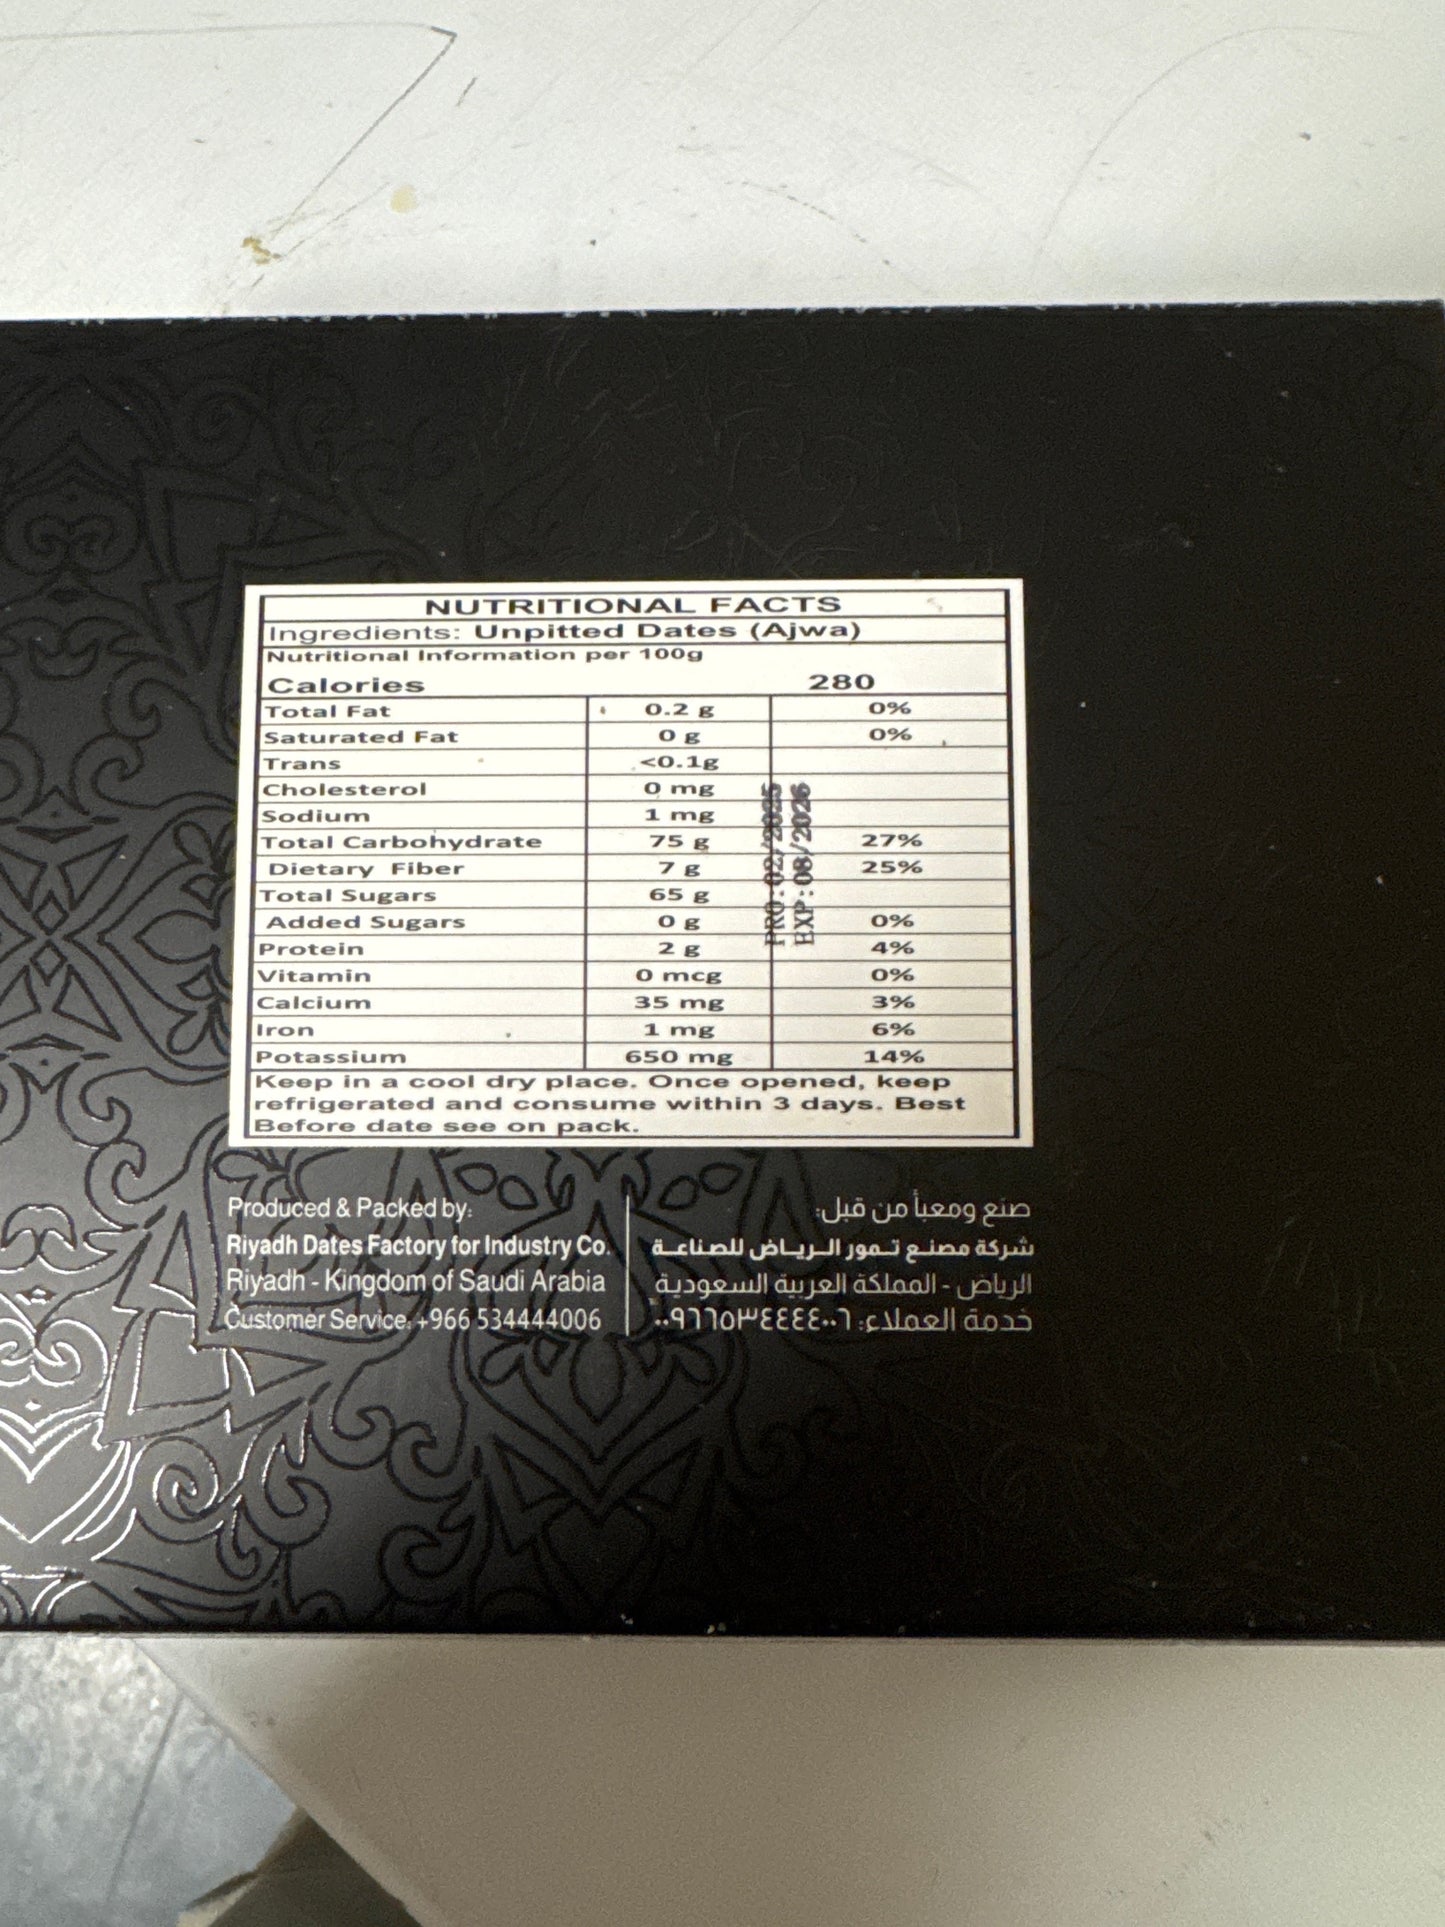 NUTRITIONAL FACTS
Ingredients: Unpitted Dates (Ajwa)
Nutritional Information per 100g
Calories 280
Total Fat 0.2 g 0%
Saturated Fat 0 g 0%
Trans <0.1g
Cholesterol 0 mg
Sodium 1 mg
Total Carbohydrate 75 g 27%
Dietary Fiber 7 g 25%
Total Sugars 65 g
Added Sugars 0 g 0%
Protein 2 g 4%
Vitamin 0 mcg 0%
Calcium 35 mg 3%
Iron 1 mg 6%
Potassium 650 mg 14%
Keep in a cool dry place. Once opened, keep
refrigerated and consume within 3 days. Best
Before date see on pack.
PRO:02/2025
EXP:08/2026
Produced & Packed by:
Riyadh Dates Factory for Industry Co.
Riyadh - Kingdom of Saudi Arabia
Customer Service: +966 534444006
صنع ومعبأ من قبل:
شركة مصنع تمور الرياض للصناعة
الرياض - المملكة العربية السعودية
خدمة العملاء: ٠٠٩٦٦٥٣٤٤٤٤٠٠٦